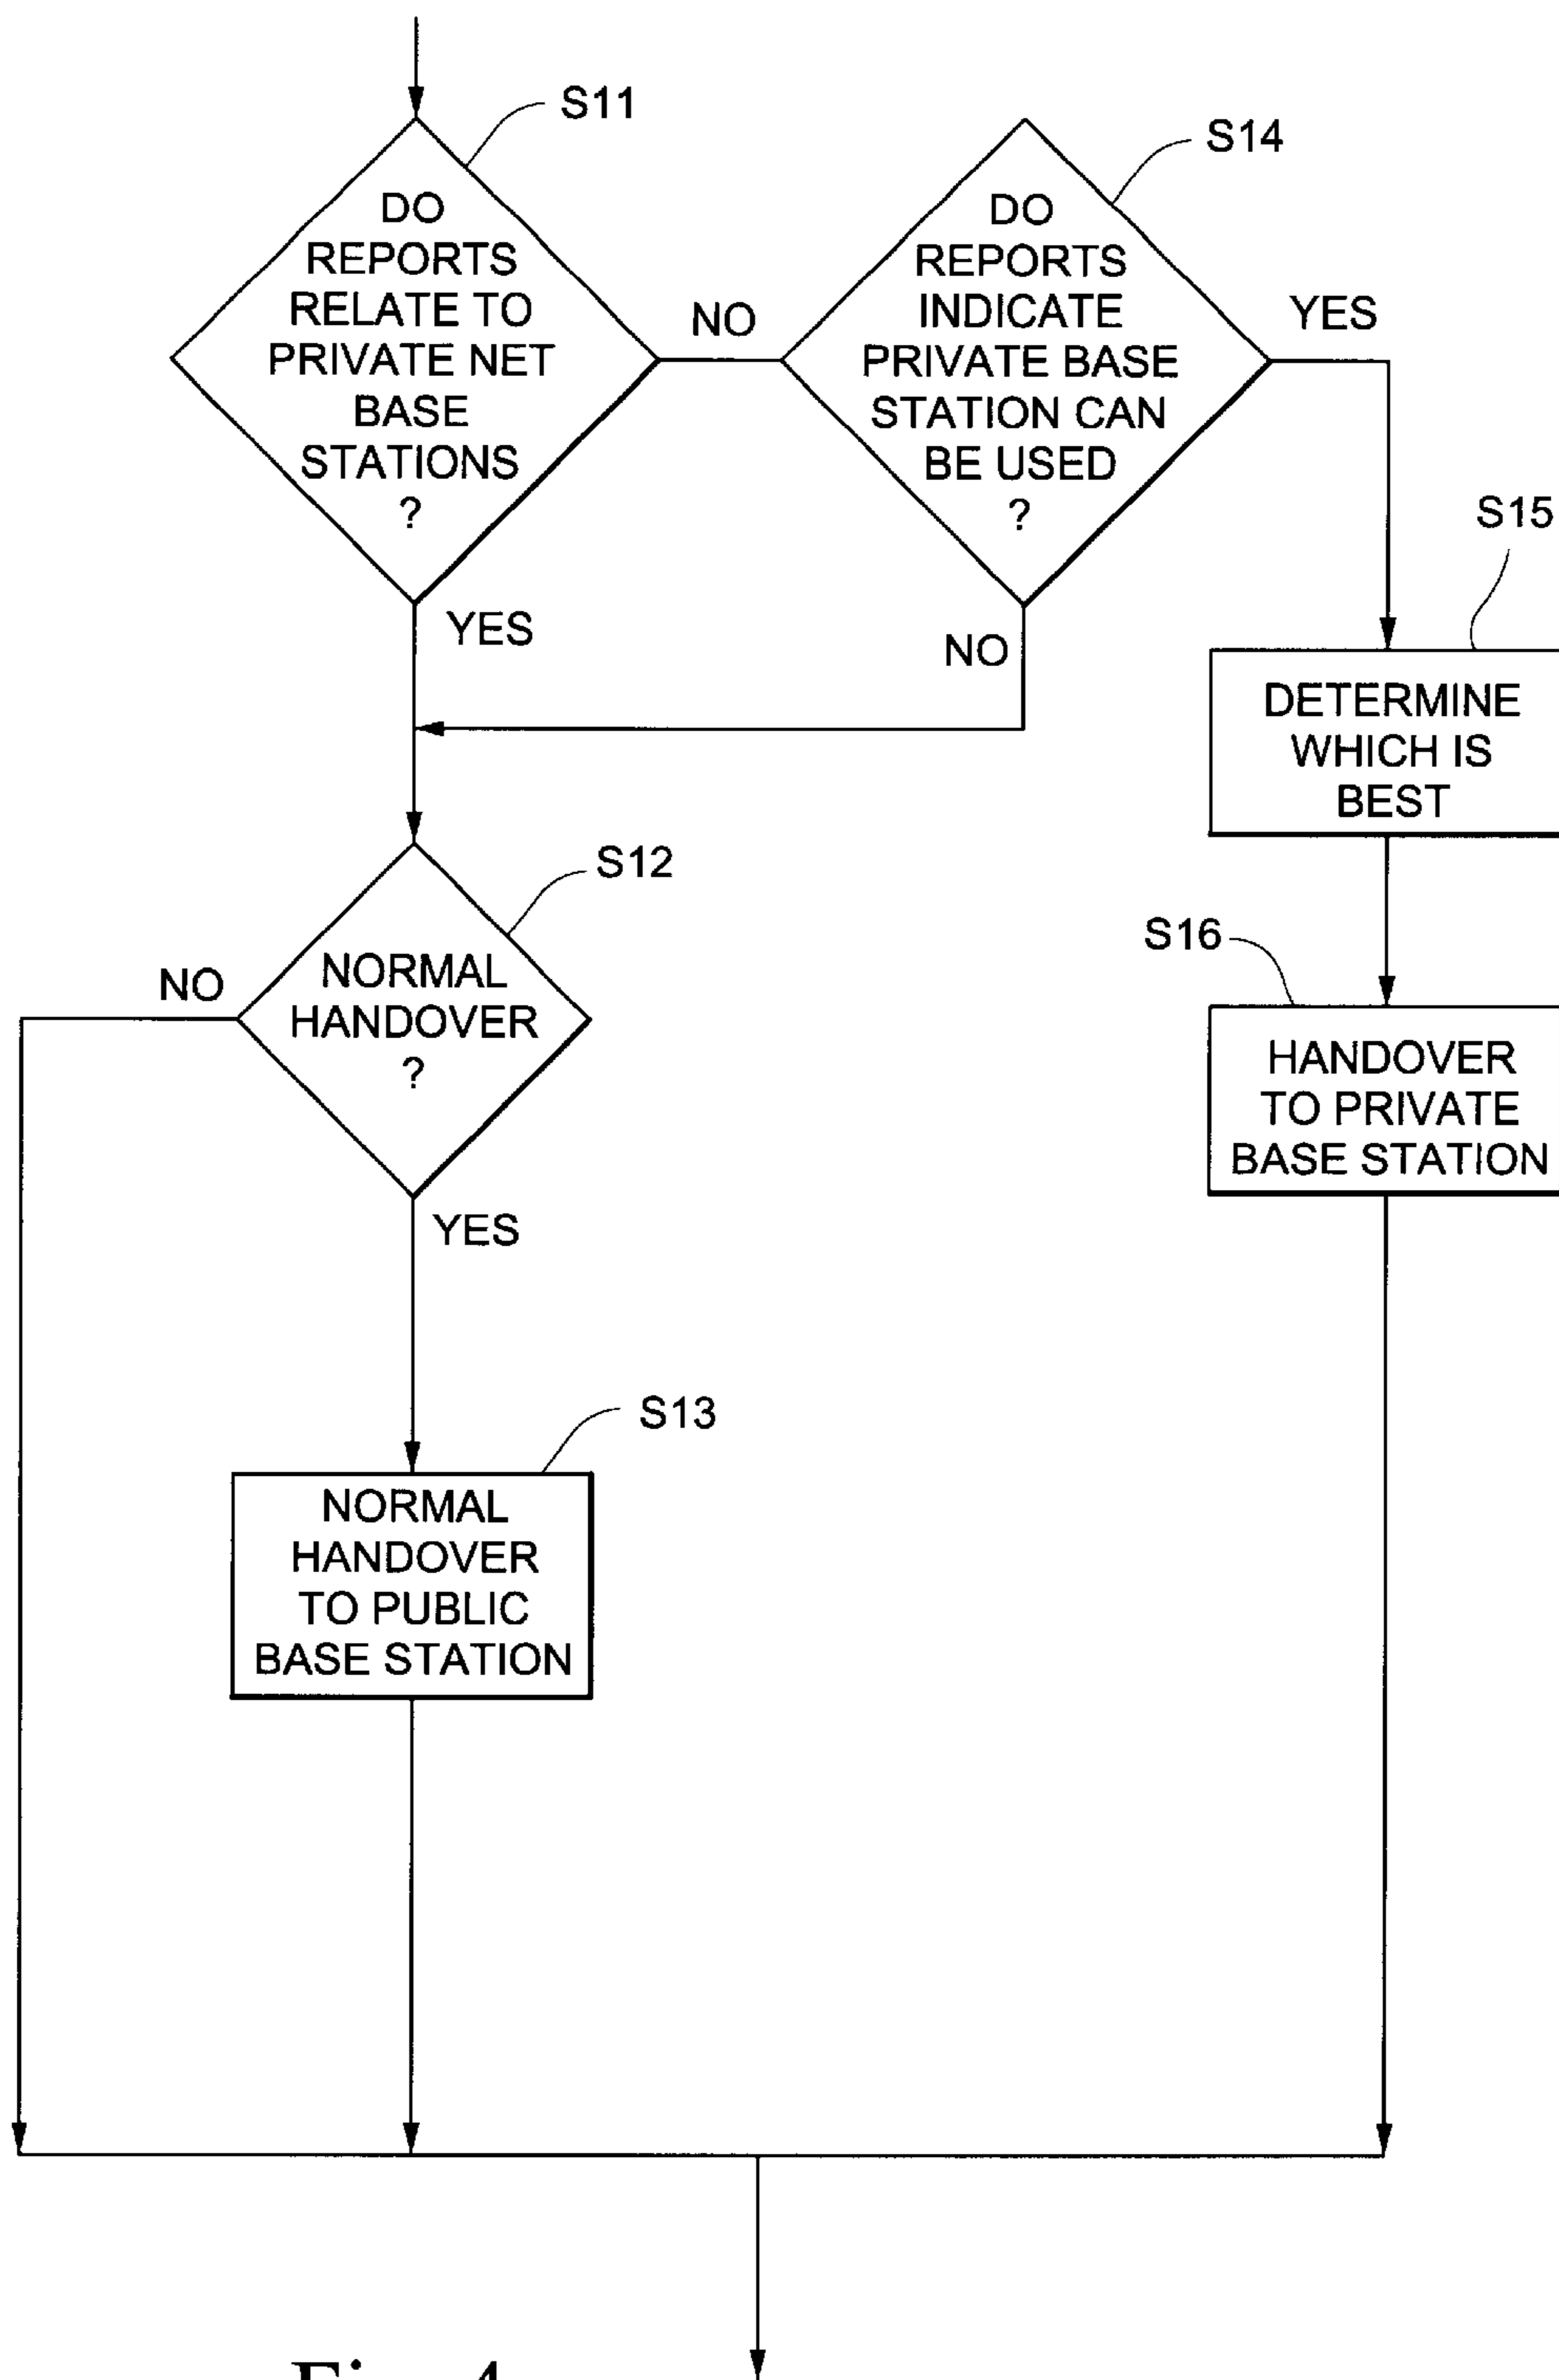 S11
DO
REPORTS
RELATE TO
PRIVATE NET
BASE
STATIONS
?
NO
YES
S14
DO
REPORTS
INDICATE
PRIVATE BASE
STATION CAN
BE USED
?
YES
NO
S15
DETERMINE
WHICH IS
BEST
S12
NORMAL
HANDOVER
?
NO
YES
S16
HANDOVER
TO PRIVATE
BASE STATION
S13
NORMAL
HANDOVER
TO PUBLIC
BASE STATION
Fig. 4